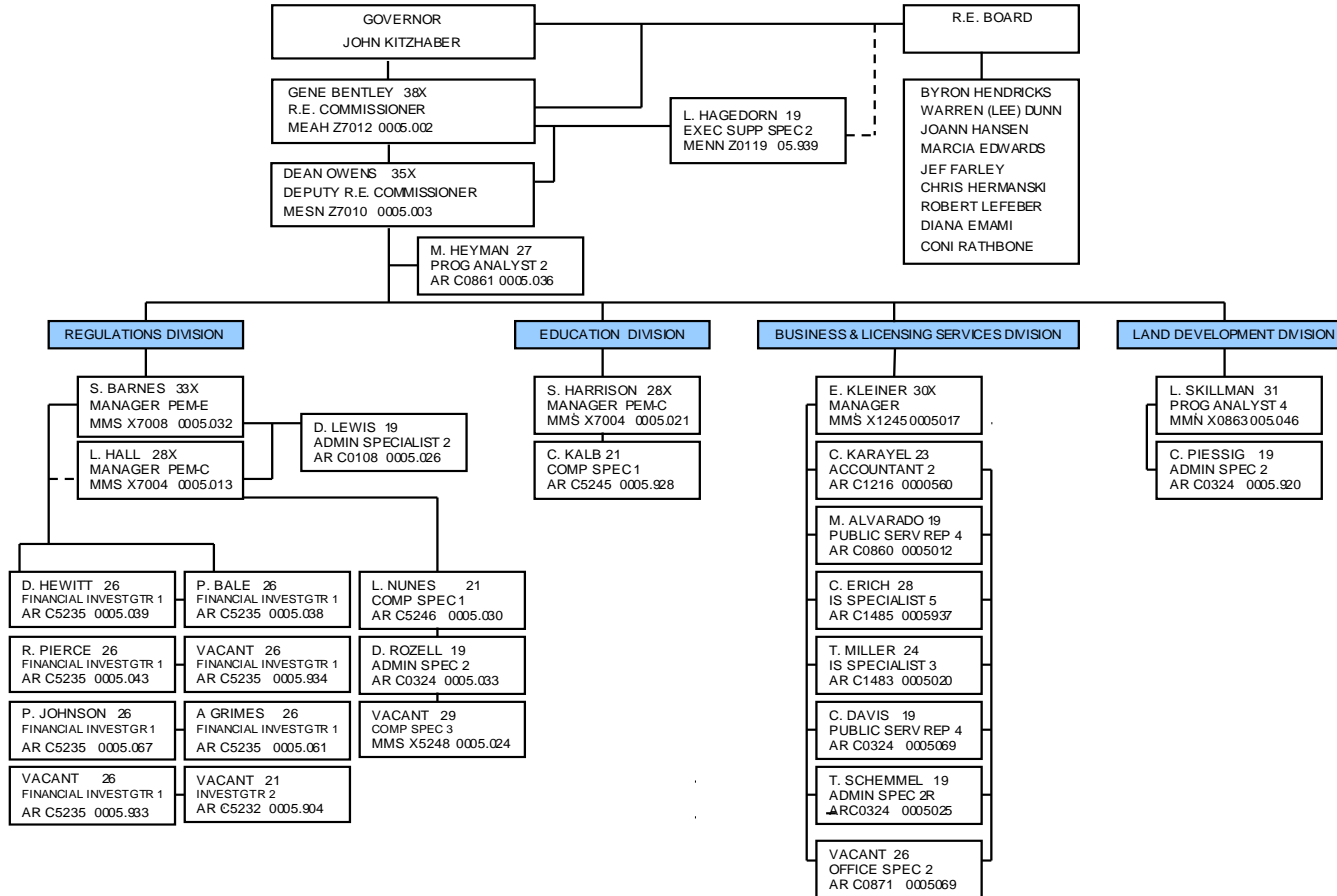 GOVERNOR
JOHN KITZHABER
R.E. BOARD
GENE BENTLEY 38X
R.E. COMMISSIONER
MEAH Z7012 0005.002
BYRON HENDRICKS
WARREN (LEE) DUNN
JOANN HANSEN
MARCIA EDWARDS
JEF FARLEY
CHRIS HERMANSKI
ROBERT LEFEBER
DIANA EMAMI
CONI RATHBONE
L. HAGEDORN 19
EXEC SUPP SPEC 2
MENN Z0119 05.939
DEAN OWENS 35X
DEPUTY R.E. COMMISSIONER
MESN Z7010 0005.003
M. HEYMAN 27
PROG ANALYST 2
AR C0861 0005.036
REGULATIONS DIVISION
EDUCATION DIVISION
BUSINESS & LICENSING SERVICES DIVISION
LAND DEVELOPMENT DIVISION
S. BARNES 33X
MANAGER PEM-E
MMS X7008 0005.032
L. HALL 28X
MANAGER PEM-C
MMS X7004 0005.013
D. LEWIS 19
ADMIN SPECIALIST 2
AR C0108 0005.026
D. HEWITT 26
FINANCIAL INVESTGTR 1
AR C5235 0005.039
P. BALE 26
FINANCIAL INVESTGTR 1
AR C5235 0005.038
R. PIERCE 26
FINANCIAL INVESTGTR 1
AR C5235 0005.043
VACANT 26
FINANCIAL INVESTGTR 1
AR C5235 0005.934
P. JOHNSON 26
FINANCIAL INVESTGR 1
AR C5235 0005.067
A GRIMES 26
FINANCIAL INVESTGTR 1
AR C5235 0005.061
VACANT 26
FINANCIAL INVESTGTR 1
AR C5235 0005.933
VACANT 21
INVESTGTR 2
AR C5232 0005.904
L. NUNES 21
COMP SPEC 1
AR C5246 0005.030
D. ROZELL 19
ADMIN SPEC 2
AR C0324 0005.033
VACANT 29
COMP SPEC 3
MMS X5248 0005.024
S. HARRISON 28X
MANAGER PEM-C
MMS X7004 0005.021
C. KALB 21
COMP SPEC 1
AR C5245 0005.928
E. KLEINER 30X
MANAGER
MMS X1245 0005017
C. KARAYEL 23
ACCOUNTANT 2
AR C1216 0000560
M. ALVARADO 19
PUBLIC SERV REP 4
AR C0860 0005012
C. ERICH 28
IS SPECIALIST 5
AR C1485 0005937
T. MILLER 24
IS SPECIALIST 3
AR C1483 0005020
C. DAVIS 19
PUBLIC SERV REP 4
AR C0324 0005069
T. SCHEMMEL 19
ADMIN SPEC 2R
ARC0324 0005025
VACANT 26
OFFICE SPEC 2
AR C0871 0005069
L. SKILLMAN 31
PROG ANALYST 4
MMN X0863 005.046
C. PIESSIG 19
ADMIN SPEC 2
AR C0324 0005.920